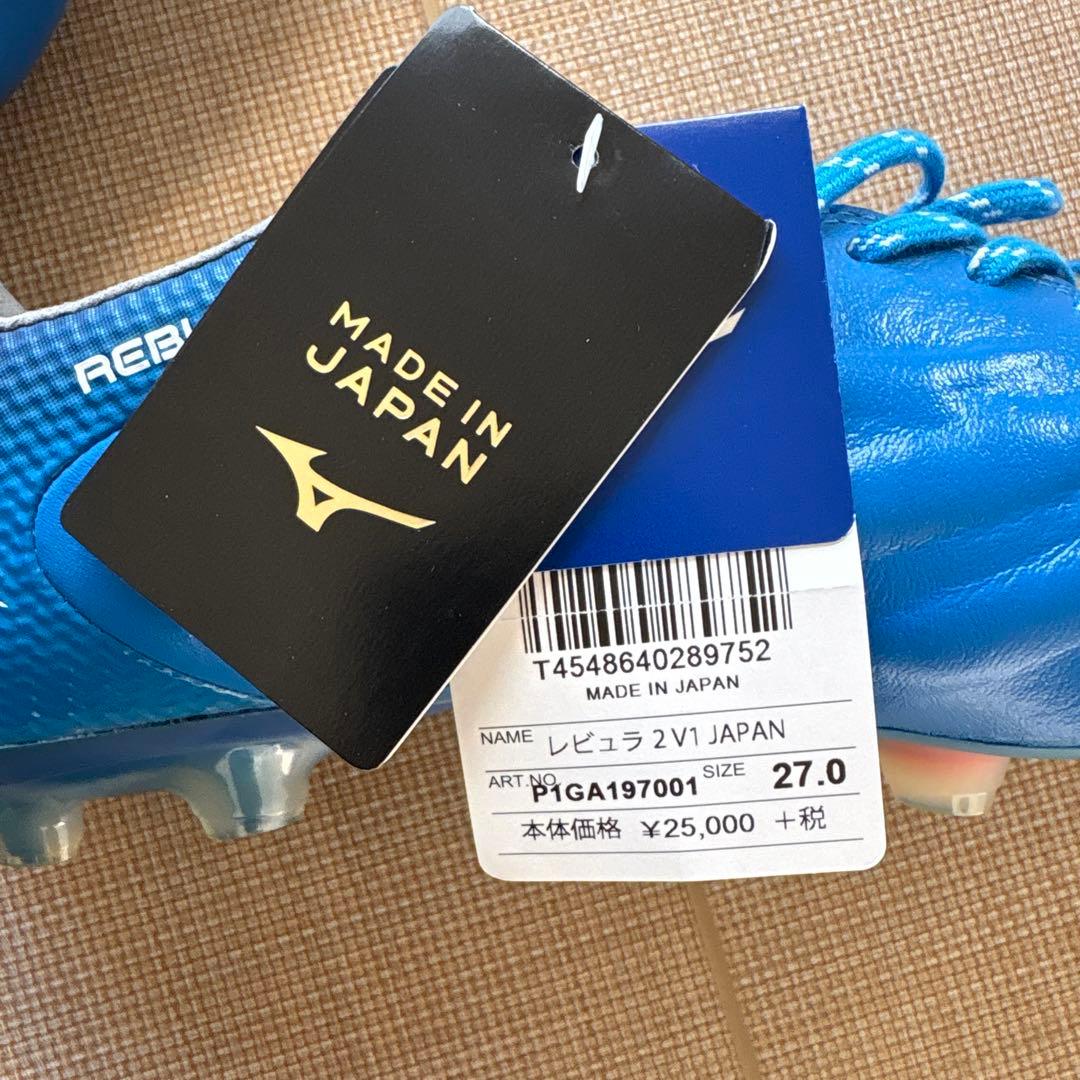 MADE IN
JAPAN
T4548640289752
MADE IN JAPAN
NAME レビュラ 2 V1 JAPAN
ART.NO. P1GA197001 SIZE 27.0
本体価格 ¥25,000 +税